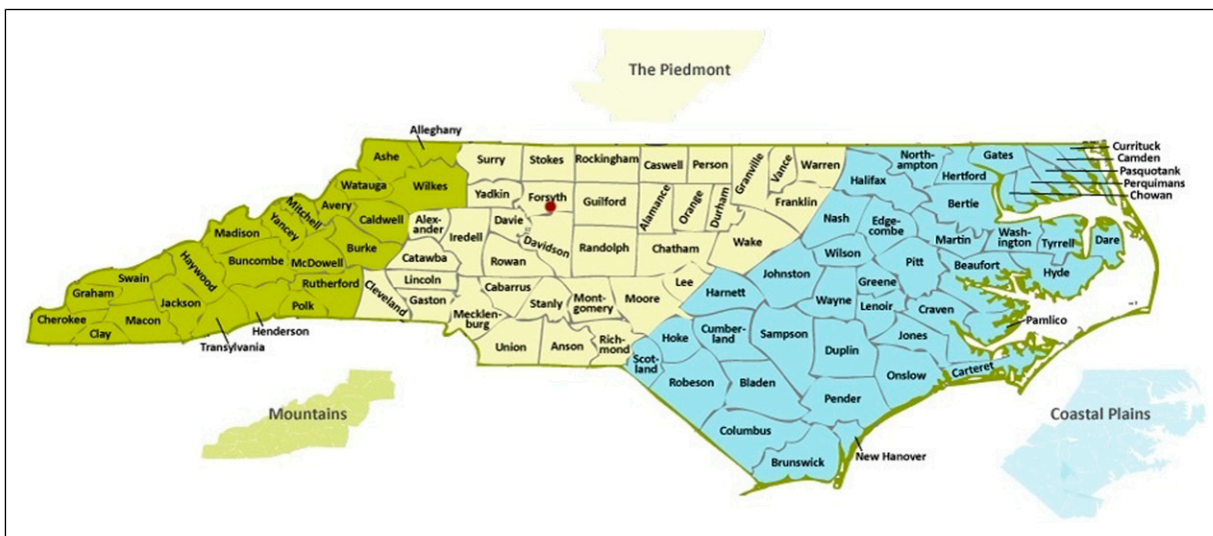 The Piedmont
Alleghany
Ashe
Surry
Stokes
Rockingham
Caswell
Person
Granville
Vance
Warren
North-
ampton
Gates
Currituck
Camden
Pasquotank
Perquimans
Chowan
Hertford
Halifax
Watauga
Wilkes
Yadkin
Forsyth
Guilford
Alamance
Orange
Durham
Franklin
Bertie
Mitchell
Avery
Caldwell
Alex-
ander
Iredell
Davie
Davidson
Randolph
Chatham
Wake
Nash
Edge-
combe
Martin
Wash-
ington
Tyrrell
Dare
Madison
Yancey
Burke
Catawba
Rowan
Wilson
Pitt
Beaufort
Hyde
Haywood
Buncombe
McDowell
Lincoln
Johnston
Greene
Swain
Rutherford
Cleveland
Gaston
Cabarrus
Stanly
Mont-
gomery
Moore
Lee
Harnett
Wayne
Lenoir
Craven
Graham
Jackson
Polk
Mecklen-
burg
Pamlico
Cherokee
Macon
Clay
Transylvania
Henderson
Union
Anson
Rich-
mond
Scot-
land
Hoke
Cumber-
land
Sampson
Duplin
Jones
Onslow
Carteret
Robeson
Bladen
Pender
Mountains
Coastal Plains
Columbus
Brunswick
New Hanover